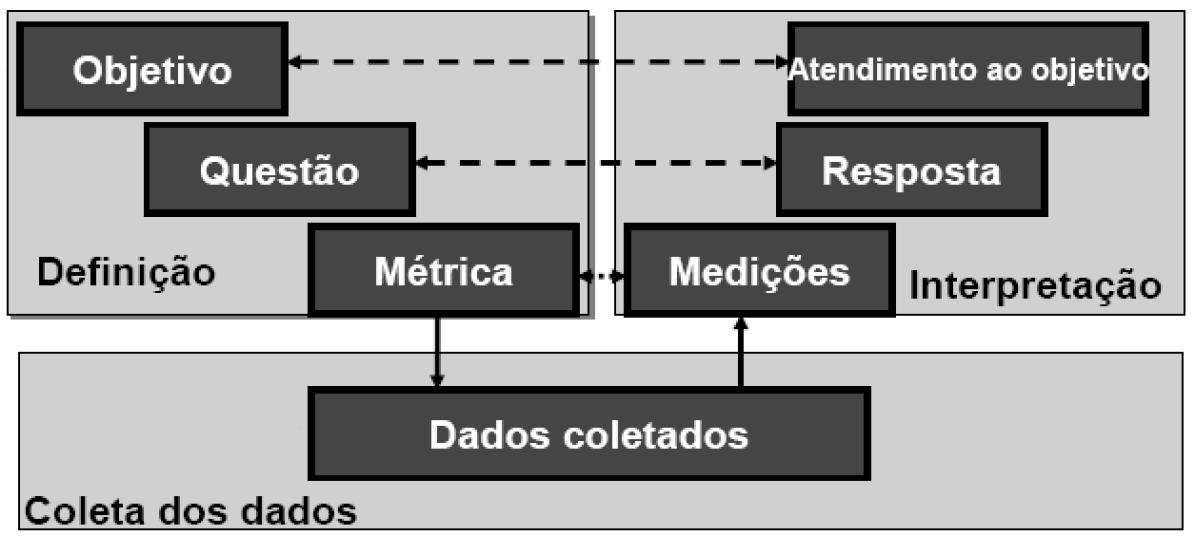 Objetivo
Atendimento ao objetivo
Questão
Resposta
Métrica
Medições
Definição
Interpretação
Dados coletados
Coleta dos dados